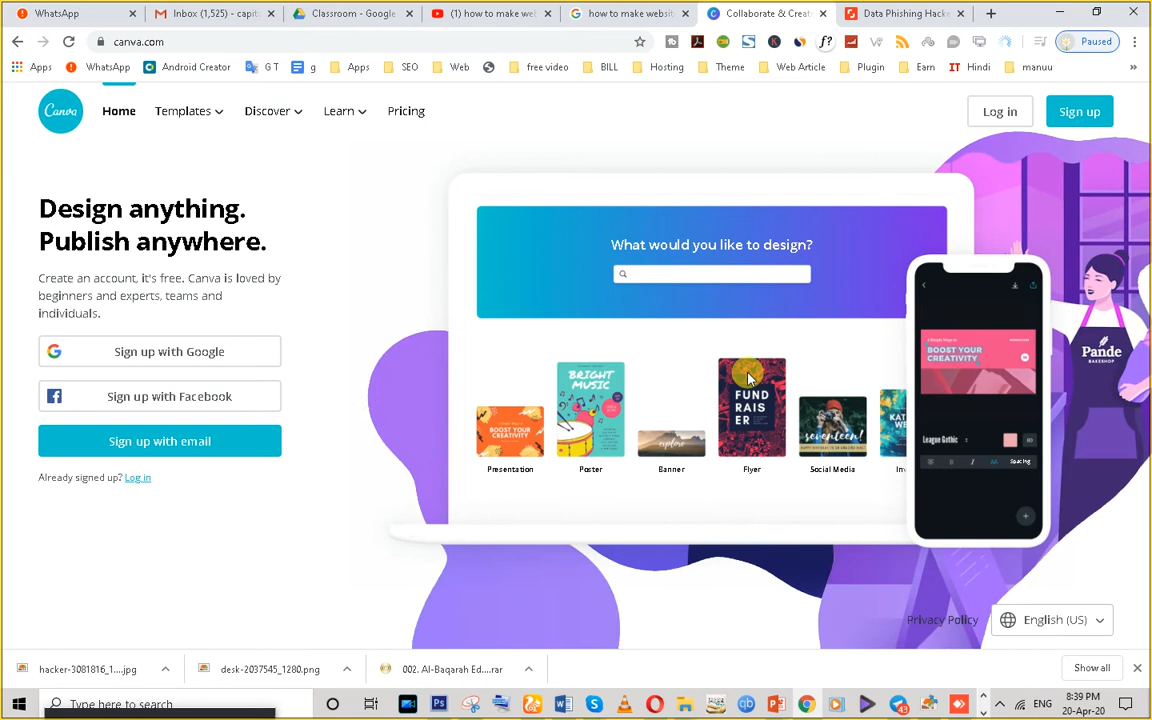 WhatsApp
Inbox (1,525) - capit
Classroom - Google
(1) how to make wel
how to make websit
Collaborate & Creat
Data Phishing Hacke
canva.com
Paused
Apps
WhatsApp
Android Creator
G T
g
Apps
SEO
Web
free video
BILL
Hosting
Theme
Web Article
Plugin
Earn
IT Hindi
manuu
Canva
Home
Templates
Discover
Learn
Pricing
Log in
Sign up
Design anything.
Publish anywhere.
Create an account, it's free. Canva is loved by
beginners and experts, teams and
individuals.
Sign up with Google
Sign up with Facebook
Sign up with email
Already signed up? Log in
What would you like to design?
BOOST YOUR
CREATIVITY
BRIGHT
MUSIC
explore
FUND
RAIS
ER
seventeen!
Presentation
Poster
Banner
Flyer
Social Media
BOOST YOUR
CREATIVITY
League Gothic
Spacing
Pande
BAKESHOP
Privacy Policy
English (US)
hacker-3081816_1....jpg
desk-2037545_1280.png
002. Al-Baqarah Ed....rar
Show all
Type here to search
43
ENG
8:39 PM
20-Apr-20